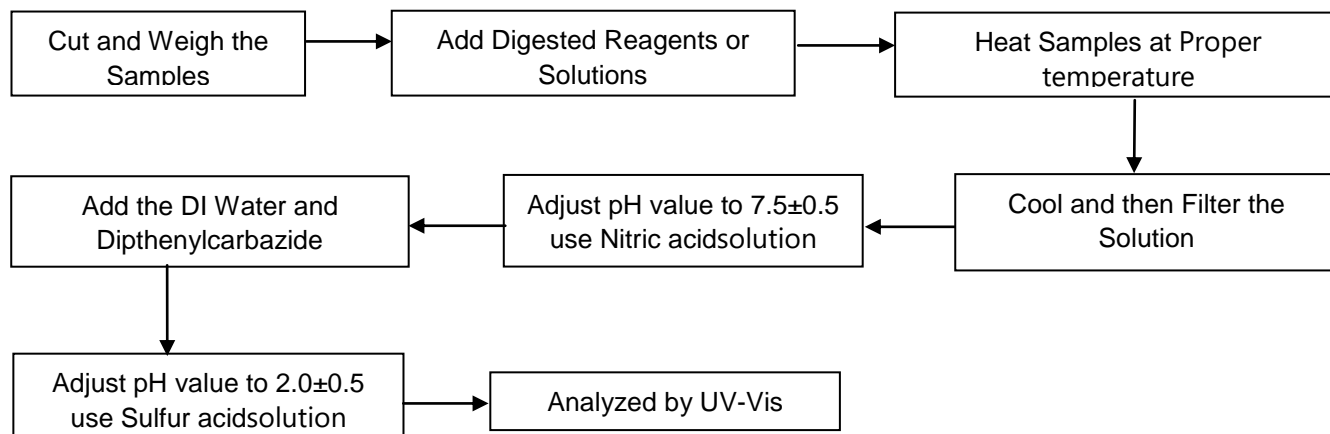 Cut and Weigh the
Samples
Add Digested Reagents or
Solutions
Heat Samples at Proper
temperature
Cool and then Filter the
Solution
Adjust pH value to 7.5±0.5
use Nitric acidsolution
Add the DI Water and
Dipthenylcarbazide
Adjust pH value to 2.0±0.5
use Sulfur acidsolution
Analyzed by UV-Vis